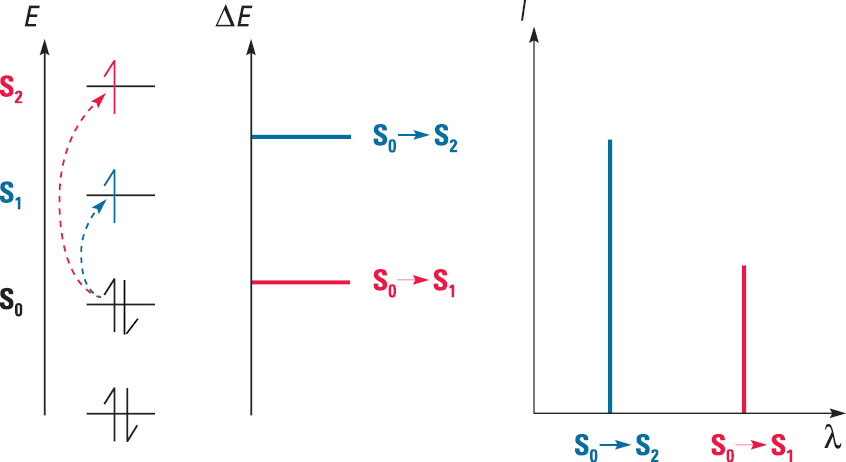 E
S₂
S₁
S₀
ΔE
S₀ → S₂
S₀ → S₁
I
λ
S₀ → S₂
S₀ → S₁